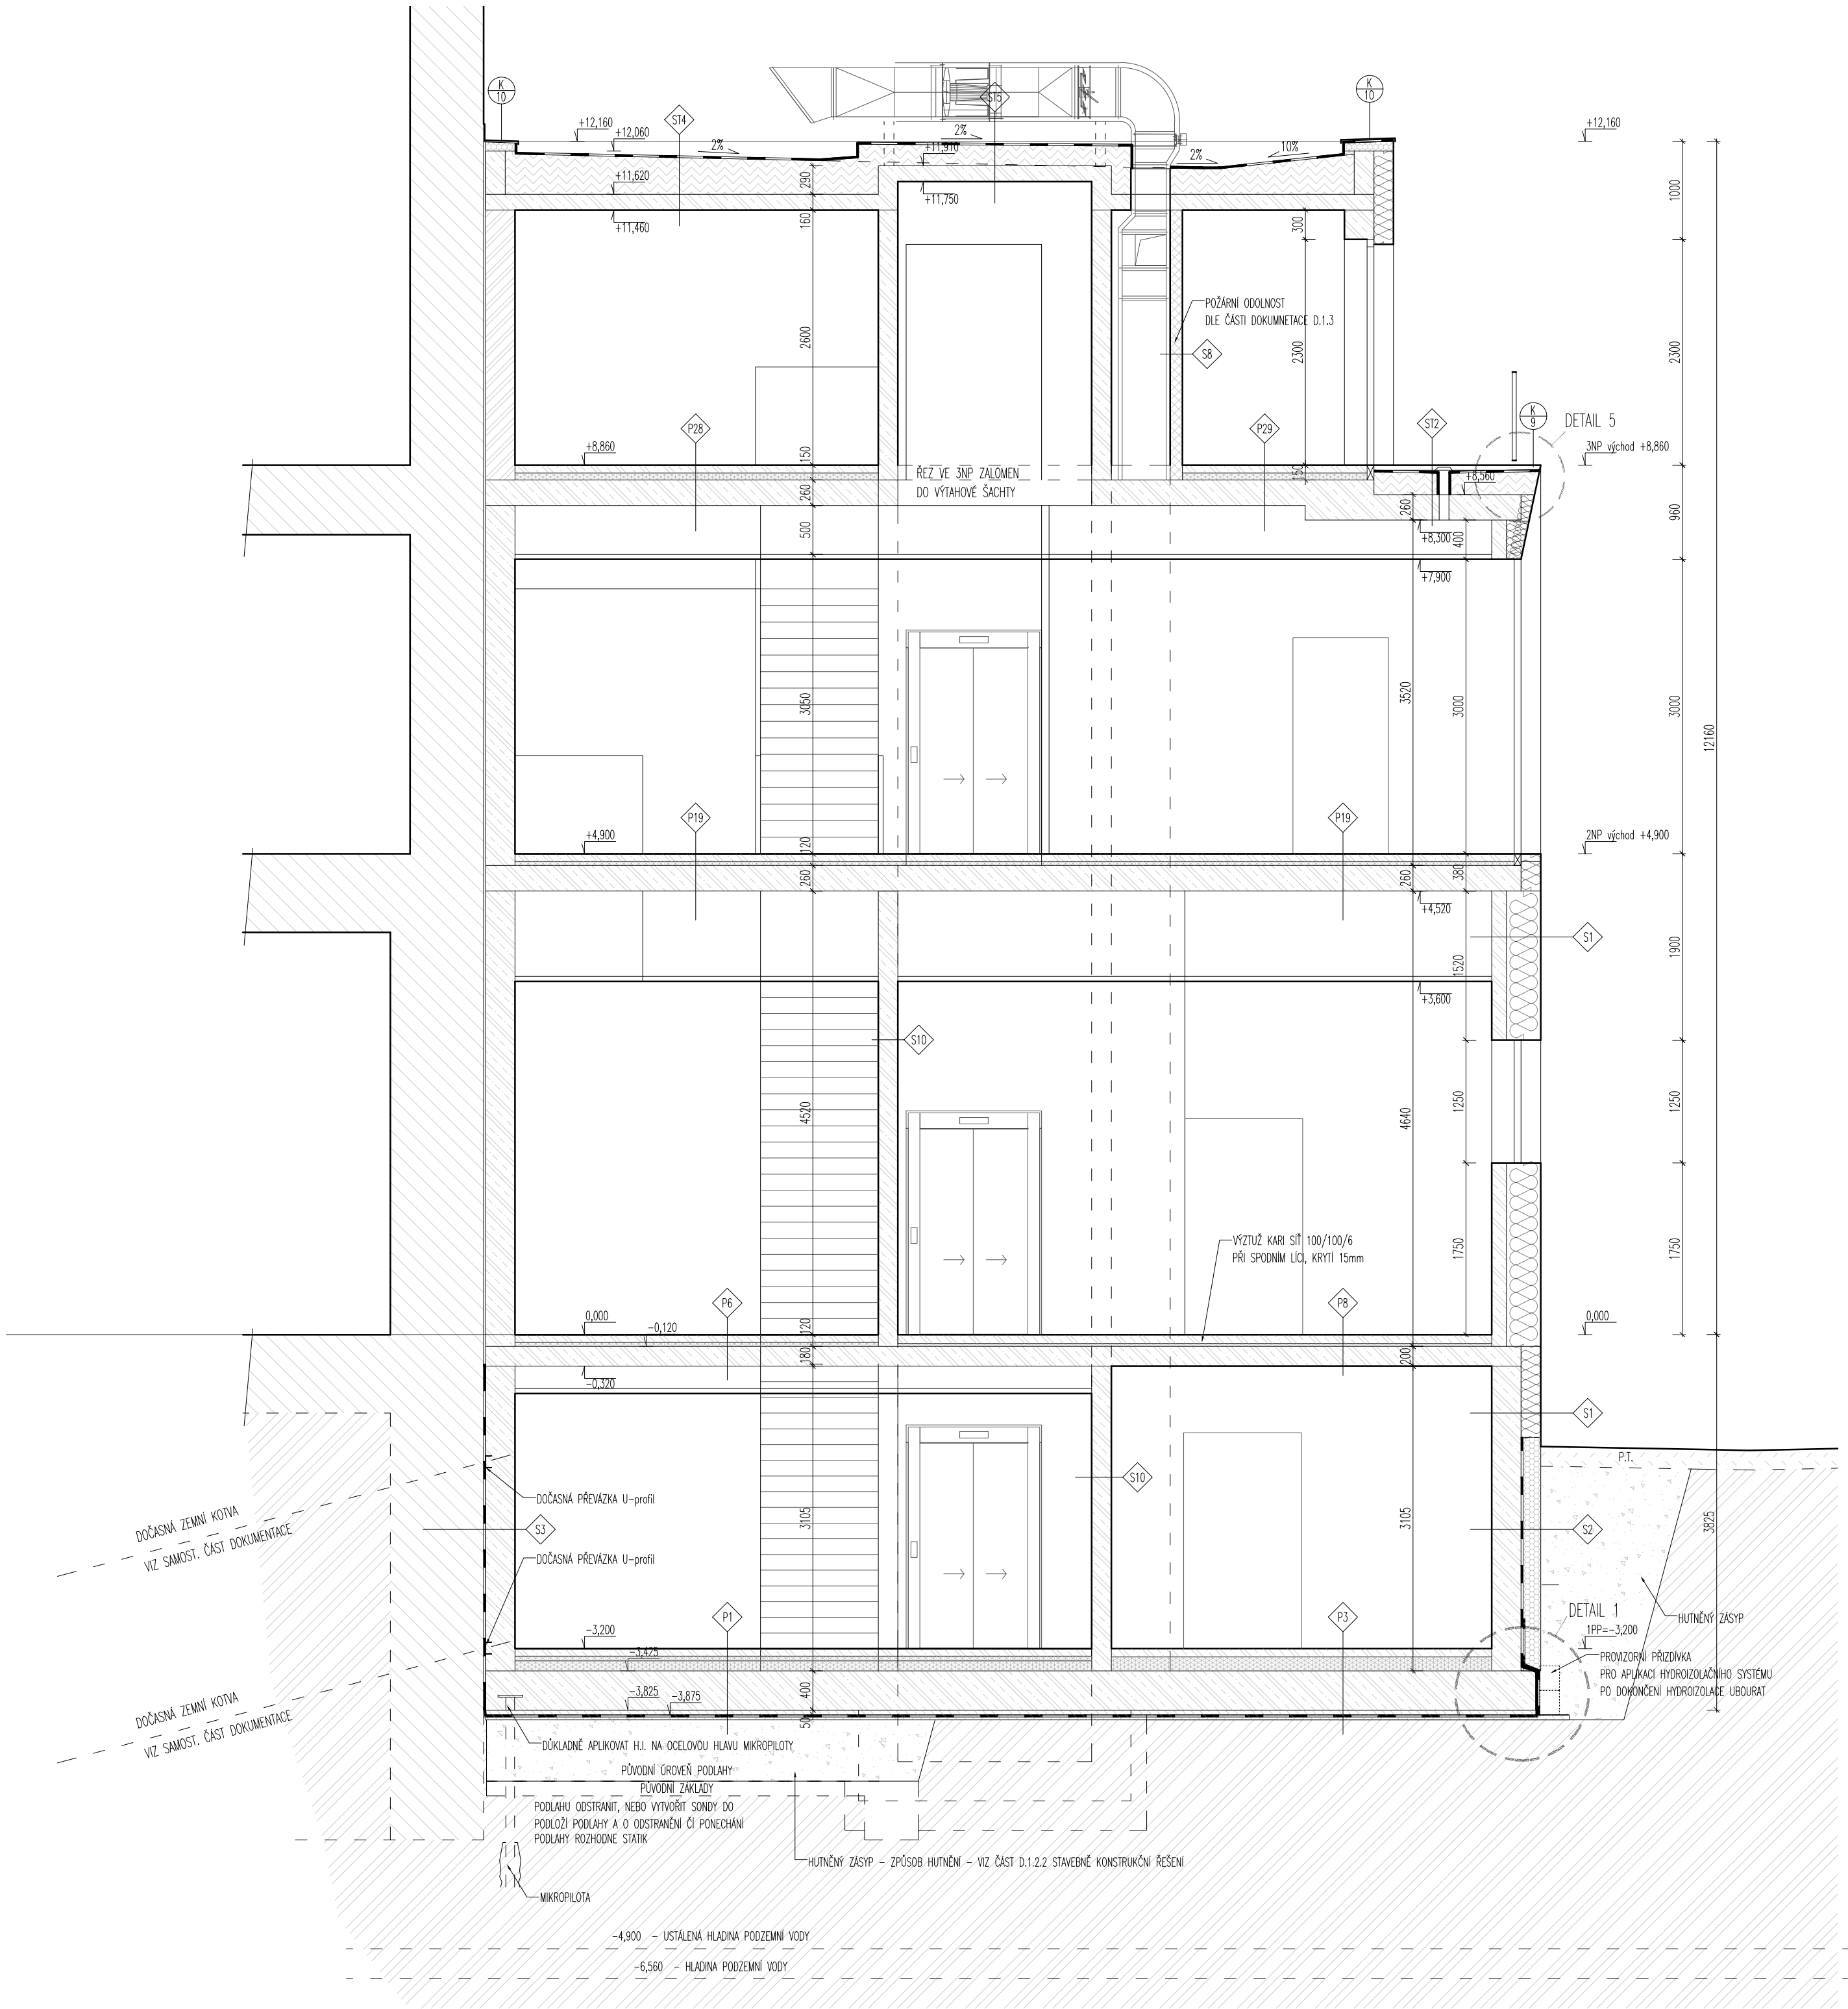 K
10
K
10
ST4
ST5
+12,160
+12,060
2%
2%
2%
10%
+11,910
+12,160
+11,620
+11,750
+11,460
290
160
300
1000
POŽÁRNÍ ODOLNOST
DLE ČÁSTI DOKUMNETACE D.1.3
2600
2300
2300
S8
P28
P29
ST2
K
9
DETAIL 5
+8,860
150
ŘEZ VE 3NP ZALOMEN
DO VÝTAHOVÉ ŠACHTY
150
+8,560
3NP východ +8,860
260
260
960
500
+8,300
400
+7,900
3050
3520
3000
3000
12160
P19
P19
+4,900
120
2NP východ +4,900
260
260
380
+4,520
S1
1900
1520
+3,600
S10
4520
4640
1250
1250
VÝZTUŽ KARI SÍŤ 100/100/6
PŘI SPODNÍM LÍCI, KRYTÍ 15mm
1750
1750
P6
P8
0,000
-0,120
120
0,000
180
200
-0,320
S1
P.T.
S10
DOČASNÁ ZEMNÍ KOTVA
VIZ SAMOST. ČÁST DOKUMENTACE
DOČASNÁ PŘEVÁZKA U-profil
S3
3105
3105
S2
3825
DOČASNÁ PŘEVÁZKA U-profil
P1
P3
DETAIL 1
HUTNĚNÝ ZÁSYP
-3,200
1PP=-3,200
-3,425
PROVIZORNÍ PŘIZDÍVKA
PRO APLIKACI HYDROIZOLAČNÍHO SYSTÉMU
PO DOKONČENÍ HYDROIZOLACE UBOURAT
-3,825
-3,875
400
50
DOČASNÁ ZEMNÍ KOTVA
VIZ SAMOST. ČÁST DOKUMENTACE
DŮKLADNĚ APLIKOVAT H.I. NA OCELOVOU HLAVU MIKROPILOTY
PŮVODNÍ ÚROVEŇ PODLAHY
PŮVODNÍ ZÁKLADY
PODLAHU ODSTRANIT, NEBO VYTVOŘIT SONDY DO
PODLOŽÍ PODLAHY A O ODSTRANĚNÍ ČÍ PONECHÁNÍ
PODLAHY ROZHODNE STATIK
HUTNĚNÝ ZÁSYP - ZPŮSOB HUTNĚNÍ - VIZ ČÁST D.1.2.2 STAVEBNĚ KONSTRUKČNÍ ŘEŠENÍ
MIKROPILOTA
-4,900 - USTÁLENÁ HLADINA PODZEMNÍ VODY
-6,560 - HLADINA PODZEMNÍ VODY